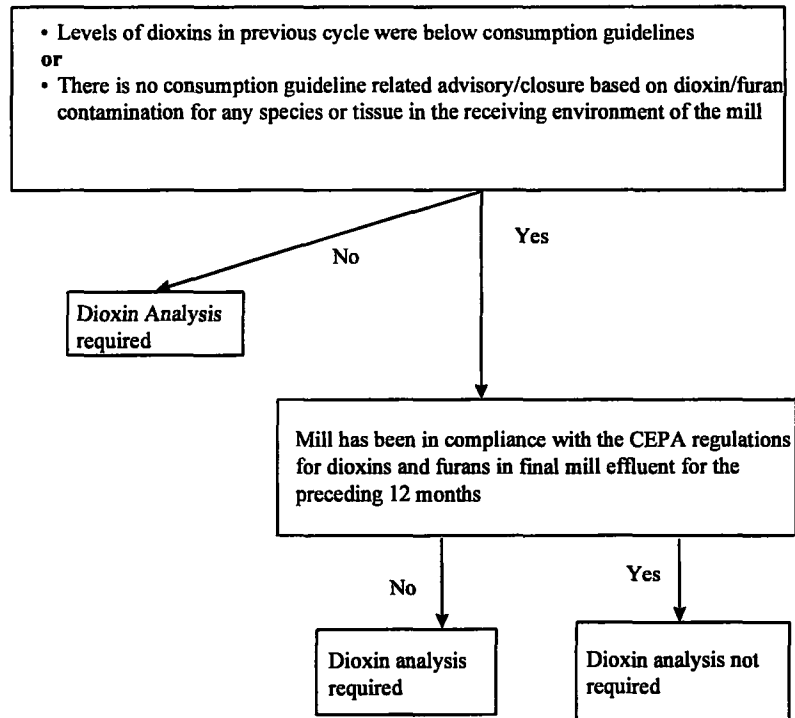 • Levels of dioxins in previous cycle were below consumption guidelines
or
• There is no consumption guideline related advisory/closure based on dioxin/furan
contamination for any species or tissue in the receiving environment of the mill
No
Yes
Dioxin Analysis
required
Mill has been in compliance with the CEPA regulations
for dioxins and furans in final mill effluent for the
preceding 12 months
No
Yes
Dioxin analysis
required
Dioxin analysis not
required